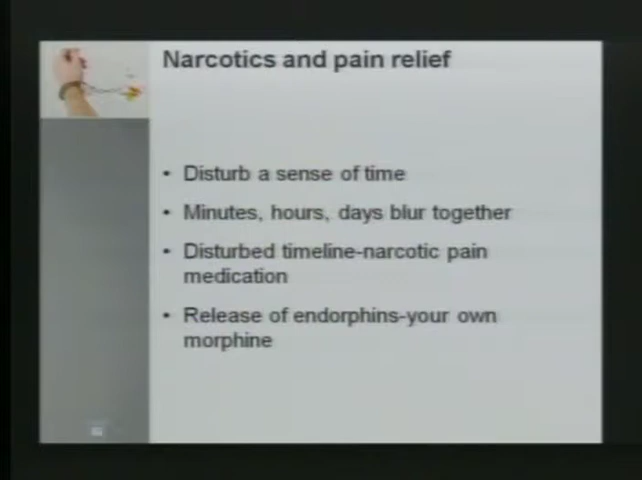 Narcotics and pain relief
• Disturb a sense of time
• Minutes, hours, days blur together
• Disturbed timeline-narcotic pain
medication
• Release of endorphins-your own
morphine